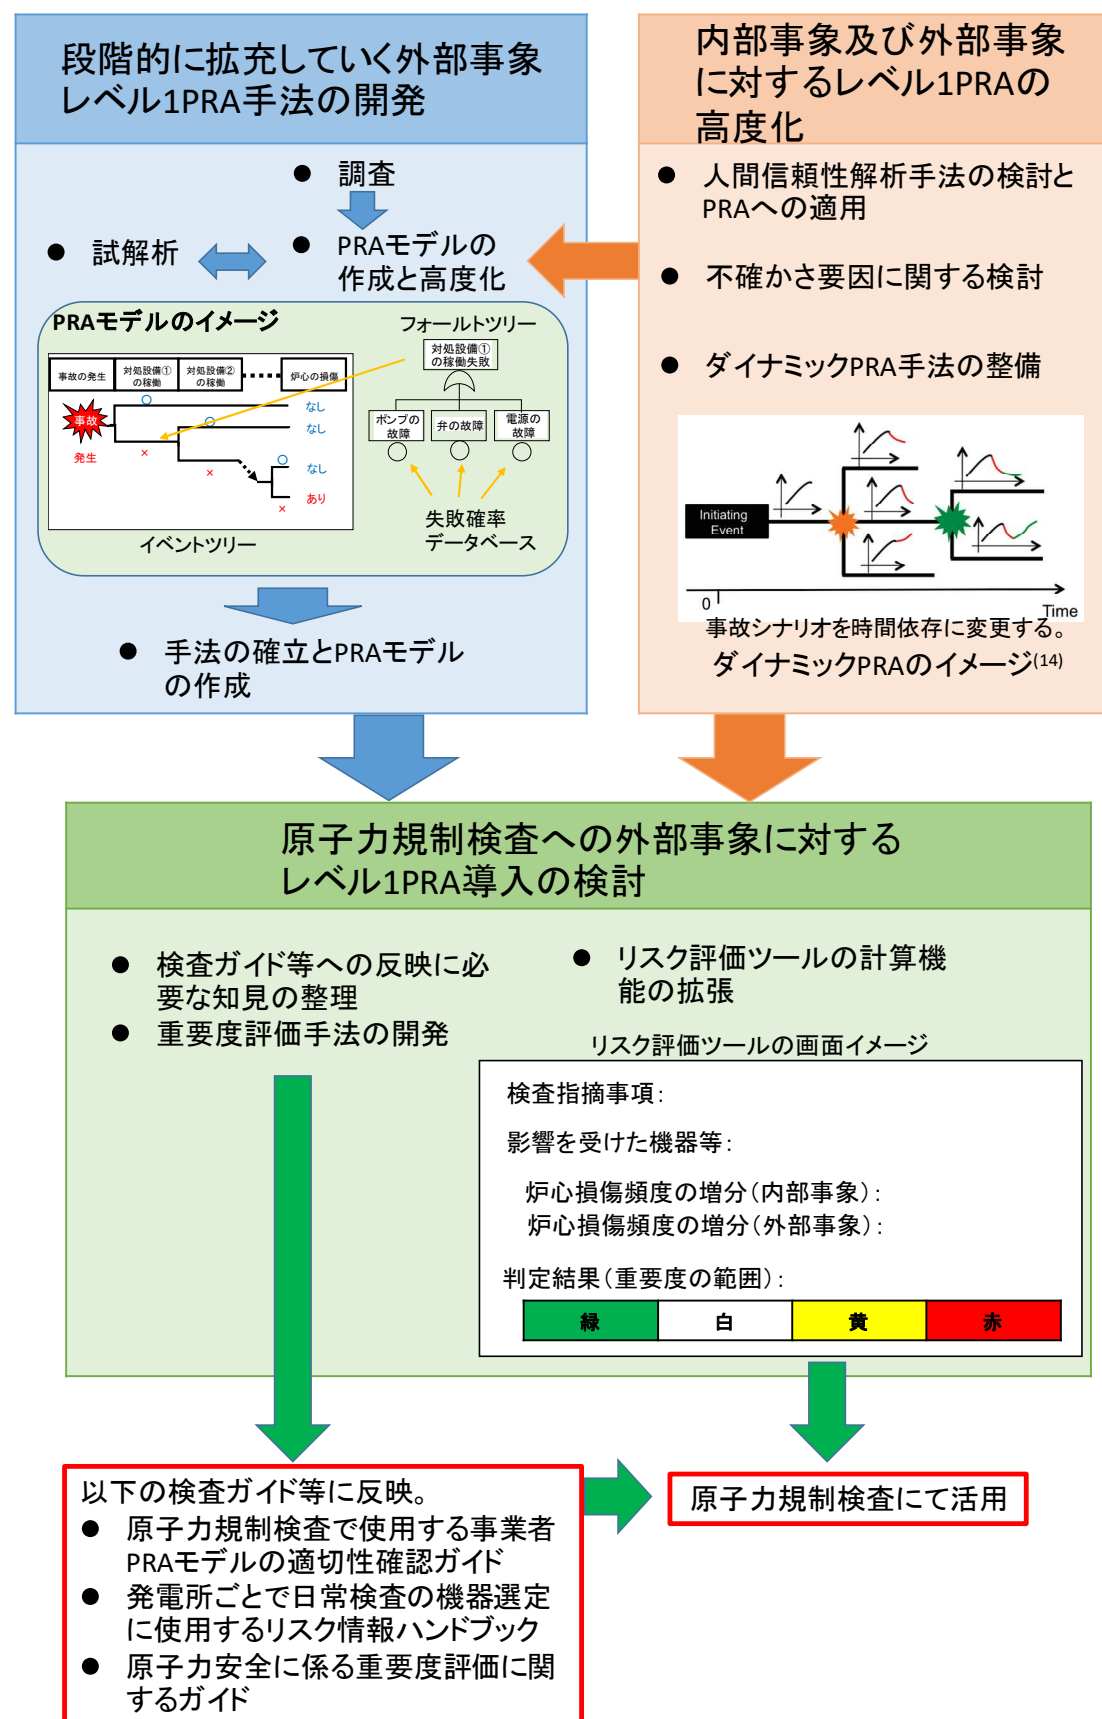 段階的に拡充していく外部事象
レベル1PRA手法の開発
● 調査
● 試解析
● PRAモデルの
作成と高度化
PRAモデルのイメージ
フォールトツリー
事故の発生
対処設備①
の稼働
対処設備②
の稼働
炉心の損傷
事故
発生
○
×
○
×
○
×
なし
なし
なし
あり
イベントツリー
対処設備①
の稼働失敗
ポンプの
故障
弁の故障
電源の
故障
失敗確率
データベース
● 手法の確立とPRAモデル
の作成
内部事象及び外部事象
に対するレベル1PRAの
高度化
● 人間信頼性解析手法の検討と
PRAへの適用
● 不確かさ要因に関する検討
● ダイナミックPRA手法の整備
Initiating
Event
0
Time
事故シナリオを時間依存に変更する。
ダイナミックPRAのイメージ(14)
原子力規制検査への外部事象に対する
レベル1PRA導入の検討
● 検査ガイド等への反映に必
要な知見の整理
● 重要度評価手法の開発
● リスク評価ツールの計算機
能の拡張
リスク評価ツールの画面イメージ
検査指摘事項:
影響を受けた機器等:
炉心損傷頻度の増分(内部事象):
炉心損傷頻度の増分(外部事象):
判定結果(重要度の範囲):
緑 白 黄 赤
以下の検査ガイド等に反映。
● 原子力規制検査で使用する事業者
PRAモデルの適切性確認ガイド
● 発電所ごとで日常検査の機器選定
に使用するリスク情報ハンドブック
● 原子力安全に係る重要度評価に関
するガイド
原子力規制検査にて活用